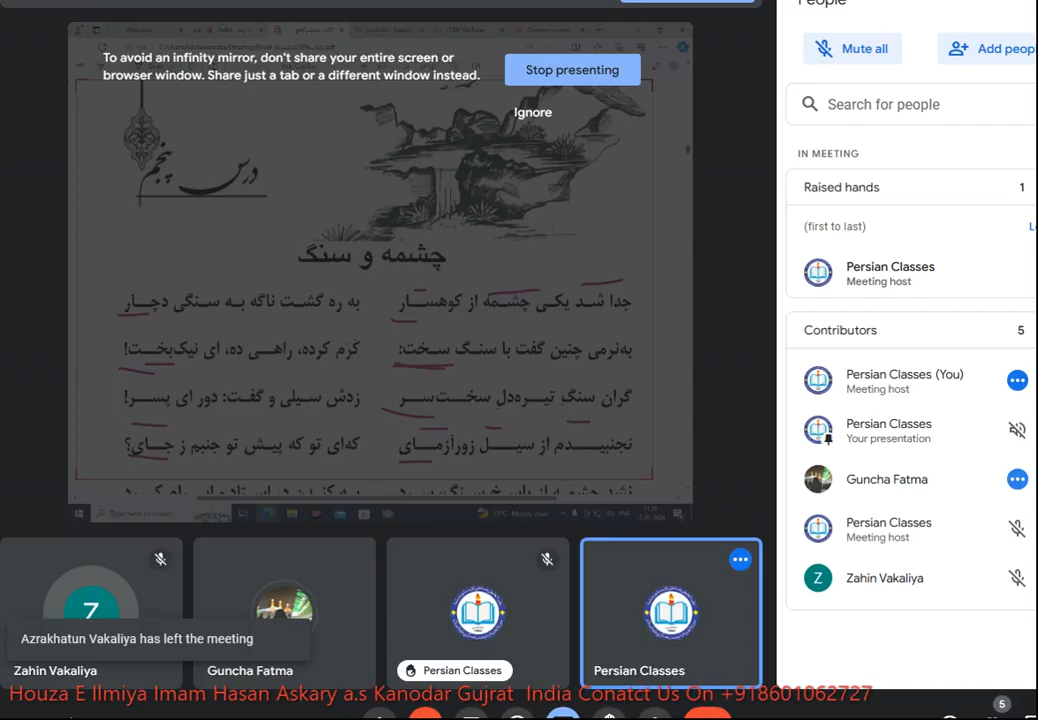 People
To avoid an infinity mirror, don't share your entire screen or
browser window. Share just a tab or a different window instead.
Stop presenting
Ignore
درس پنجم
چشمه و سنگ
جدا شد یکی چشمه از کوهسار به ره گشت ناگه به سنگی دچار
به‌نرمی چنین گفت با سنگ سخت: کَرَم کرده، راهی ده، ای نیک‌بخت!
گران سنگ تیره‌دلِ سخت‌سر زدش سیلی و گفت: دور ای پسر!
نجنبیدم از سیل زورآزمای که‌ای تو که پیش تو جنبم ز جای؟
Mute all
Add peop
Search for people
IN MEETING
Raised hands 1
(first to last)
Persian Classes
Meeting host
Contributors 5
Persian Classes (You)
Meeting host
Persian Classes
Your presentation
Guncha Fatma
Persian Classes
Meeting host
Zahin Vakaliya
Z
Z
Azrakhatun Vakaliya has left the meeting
Zahin Vakaliya
Guncha Fatma
Persian Classes
Persian Classes
Houza E Ilmiya Imam Hasan Askary a.s Kanodar Gujrat India Conatct Us On +918601062727
5